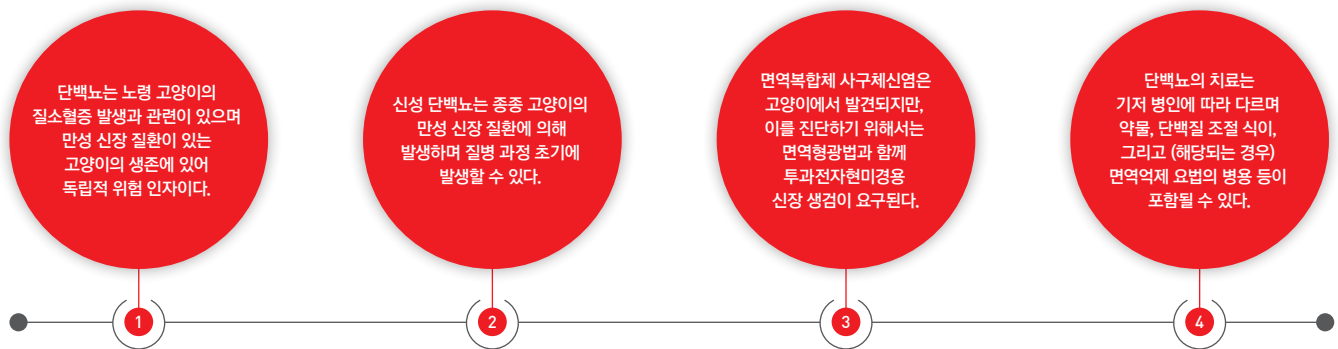 단백뇨는 노령 고양이의
질소혈증 발생과 관련이 있으며
만성 신장 질환이 있는
고양이의 생존에 있어
독립적 위험 인자이다.
신성 단백뇨는 종종 고양이의
만성 신장 질환에 의해
발생하며 질병 과정 초기에
발생할 수 있다.
면역복합체 사구체신염은
고양이에서 발견되지만,
이를 진단하기 위해서는
면역형광법과 함께
투과전자현미경용
신장 생검이 요구된다.
단백뇨의 치료는
기저 병인에 따라 다르며
약물, 단백질 조절 식이,
그리고 (해당되는 경우)
면역억제 요법의 병용 등이
포함될 수 있다.
1
2
3
4